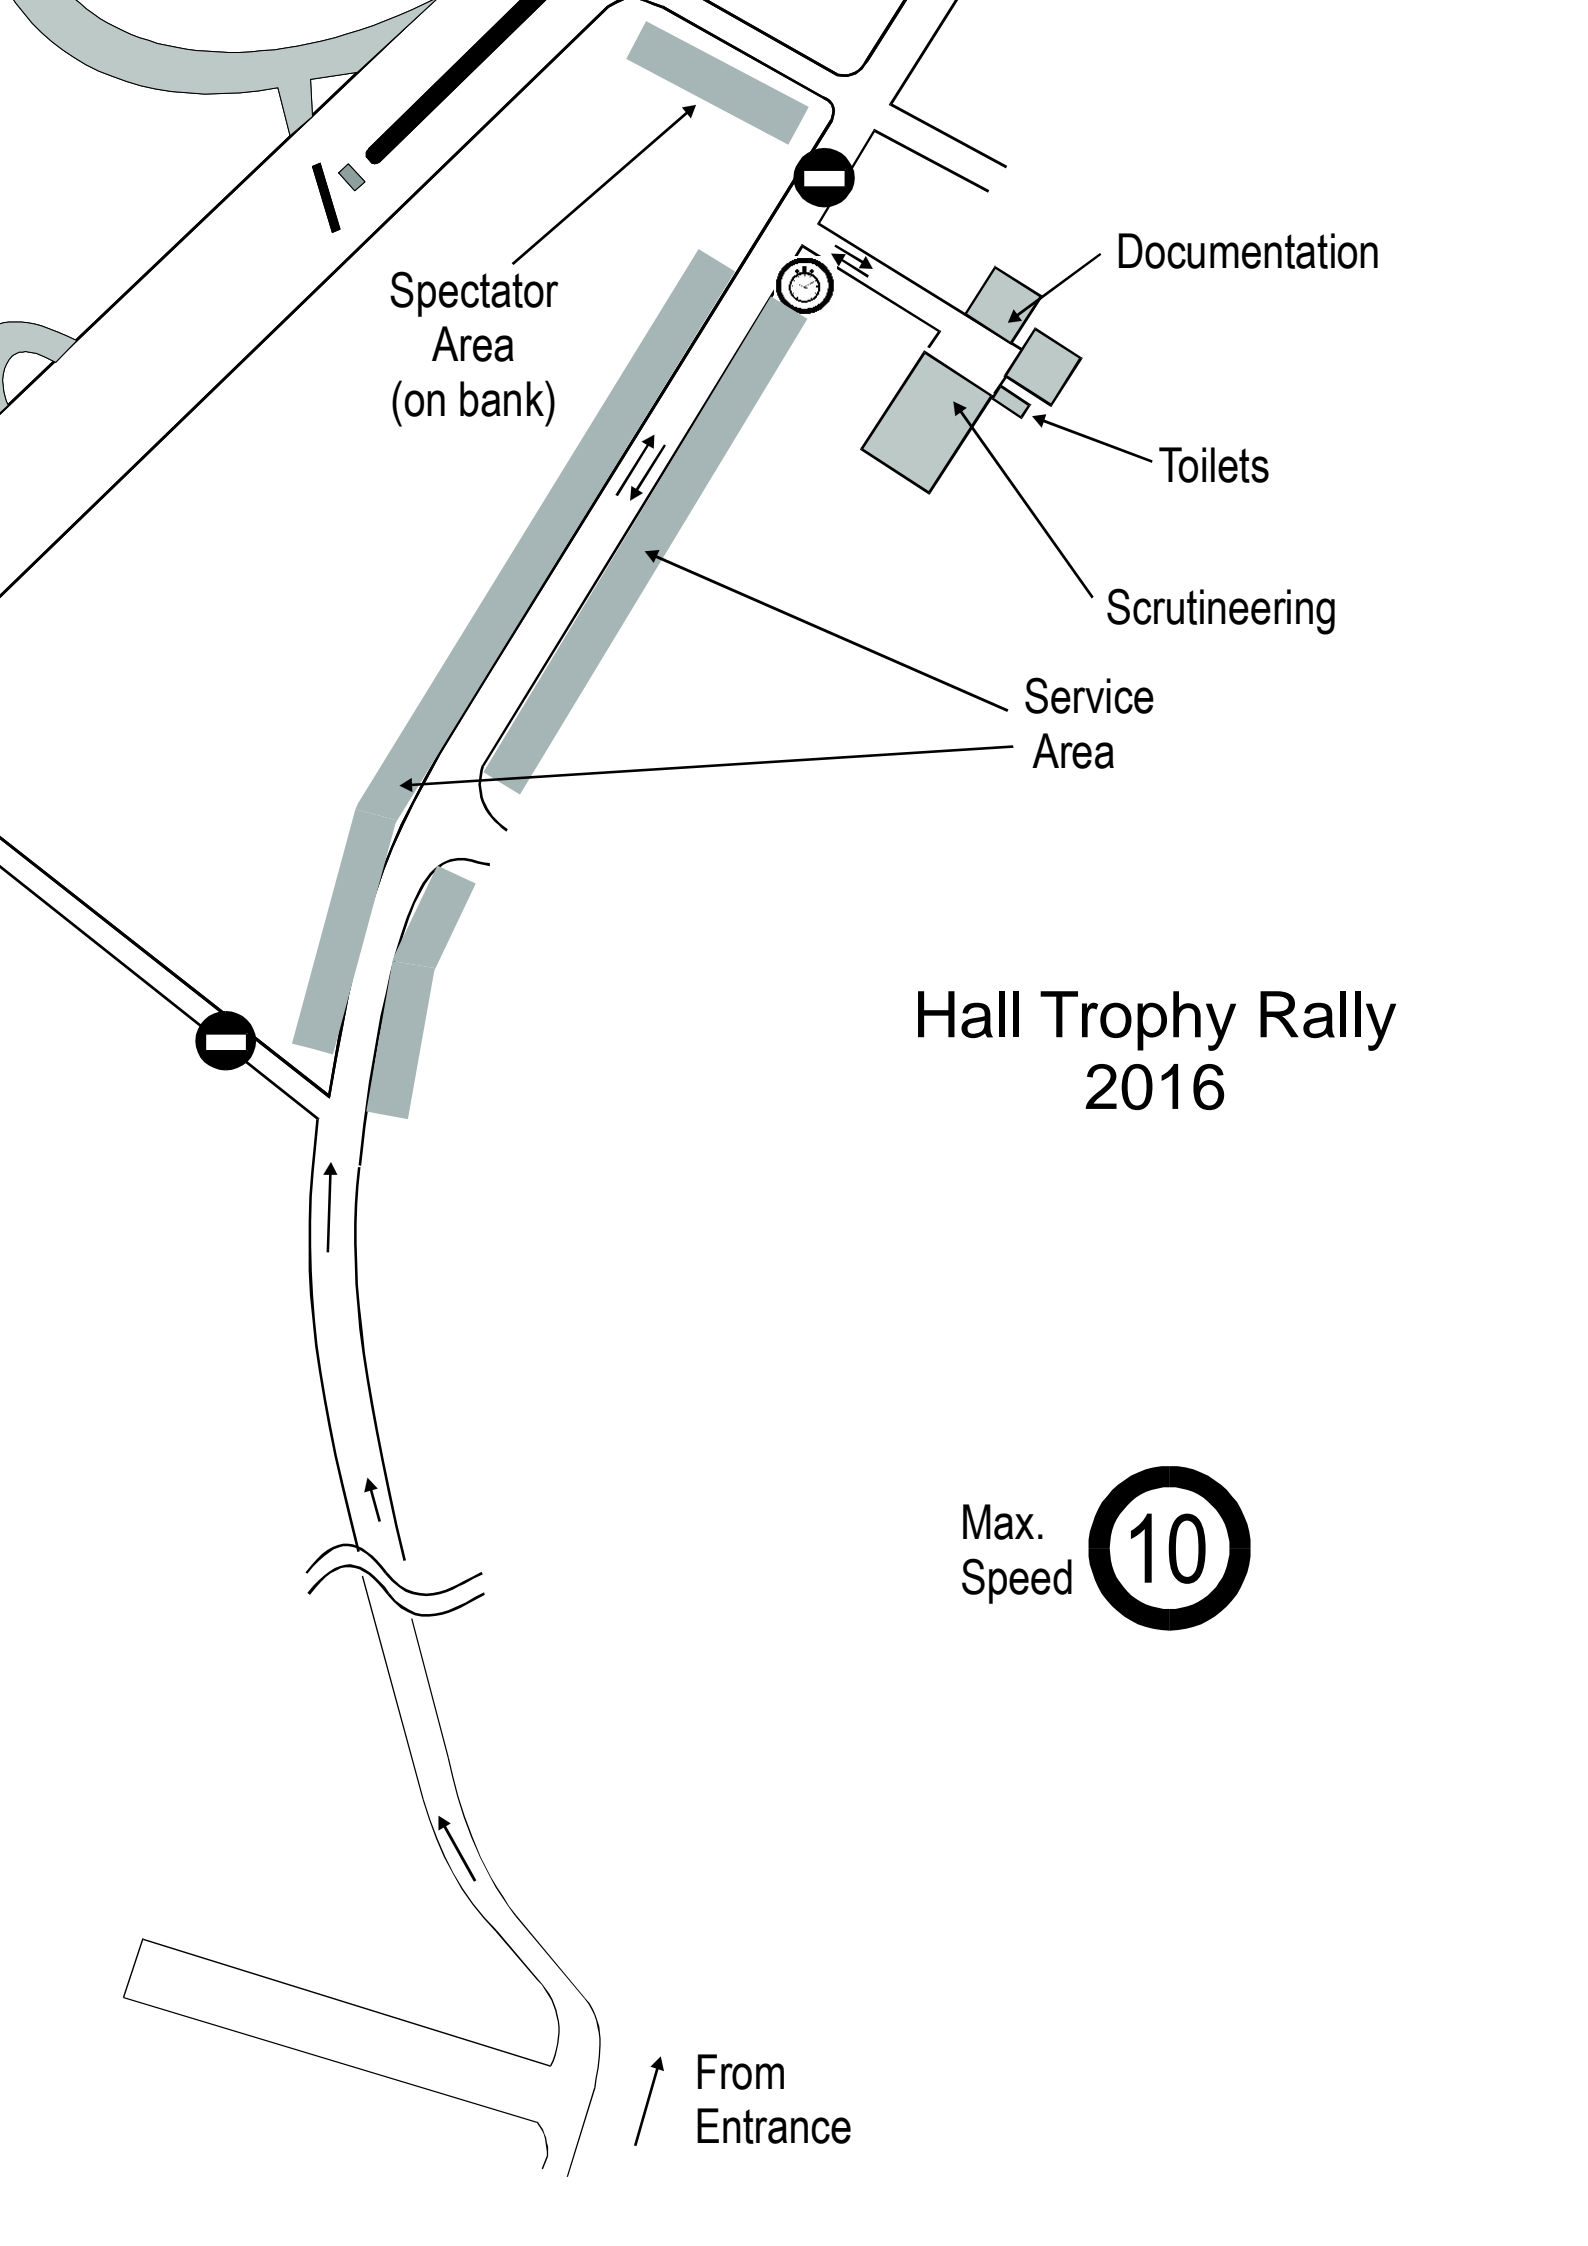 Documentation
Spectator
Area
(on bank)
Toilets
Scrutineering
Service
Area
Hall Trophy Rally
2016
Max.
Speed
10
From
Entrance